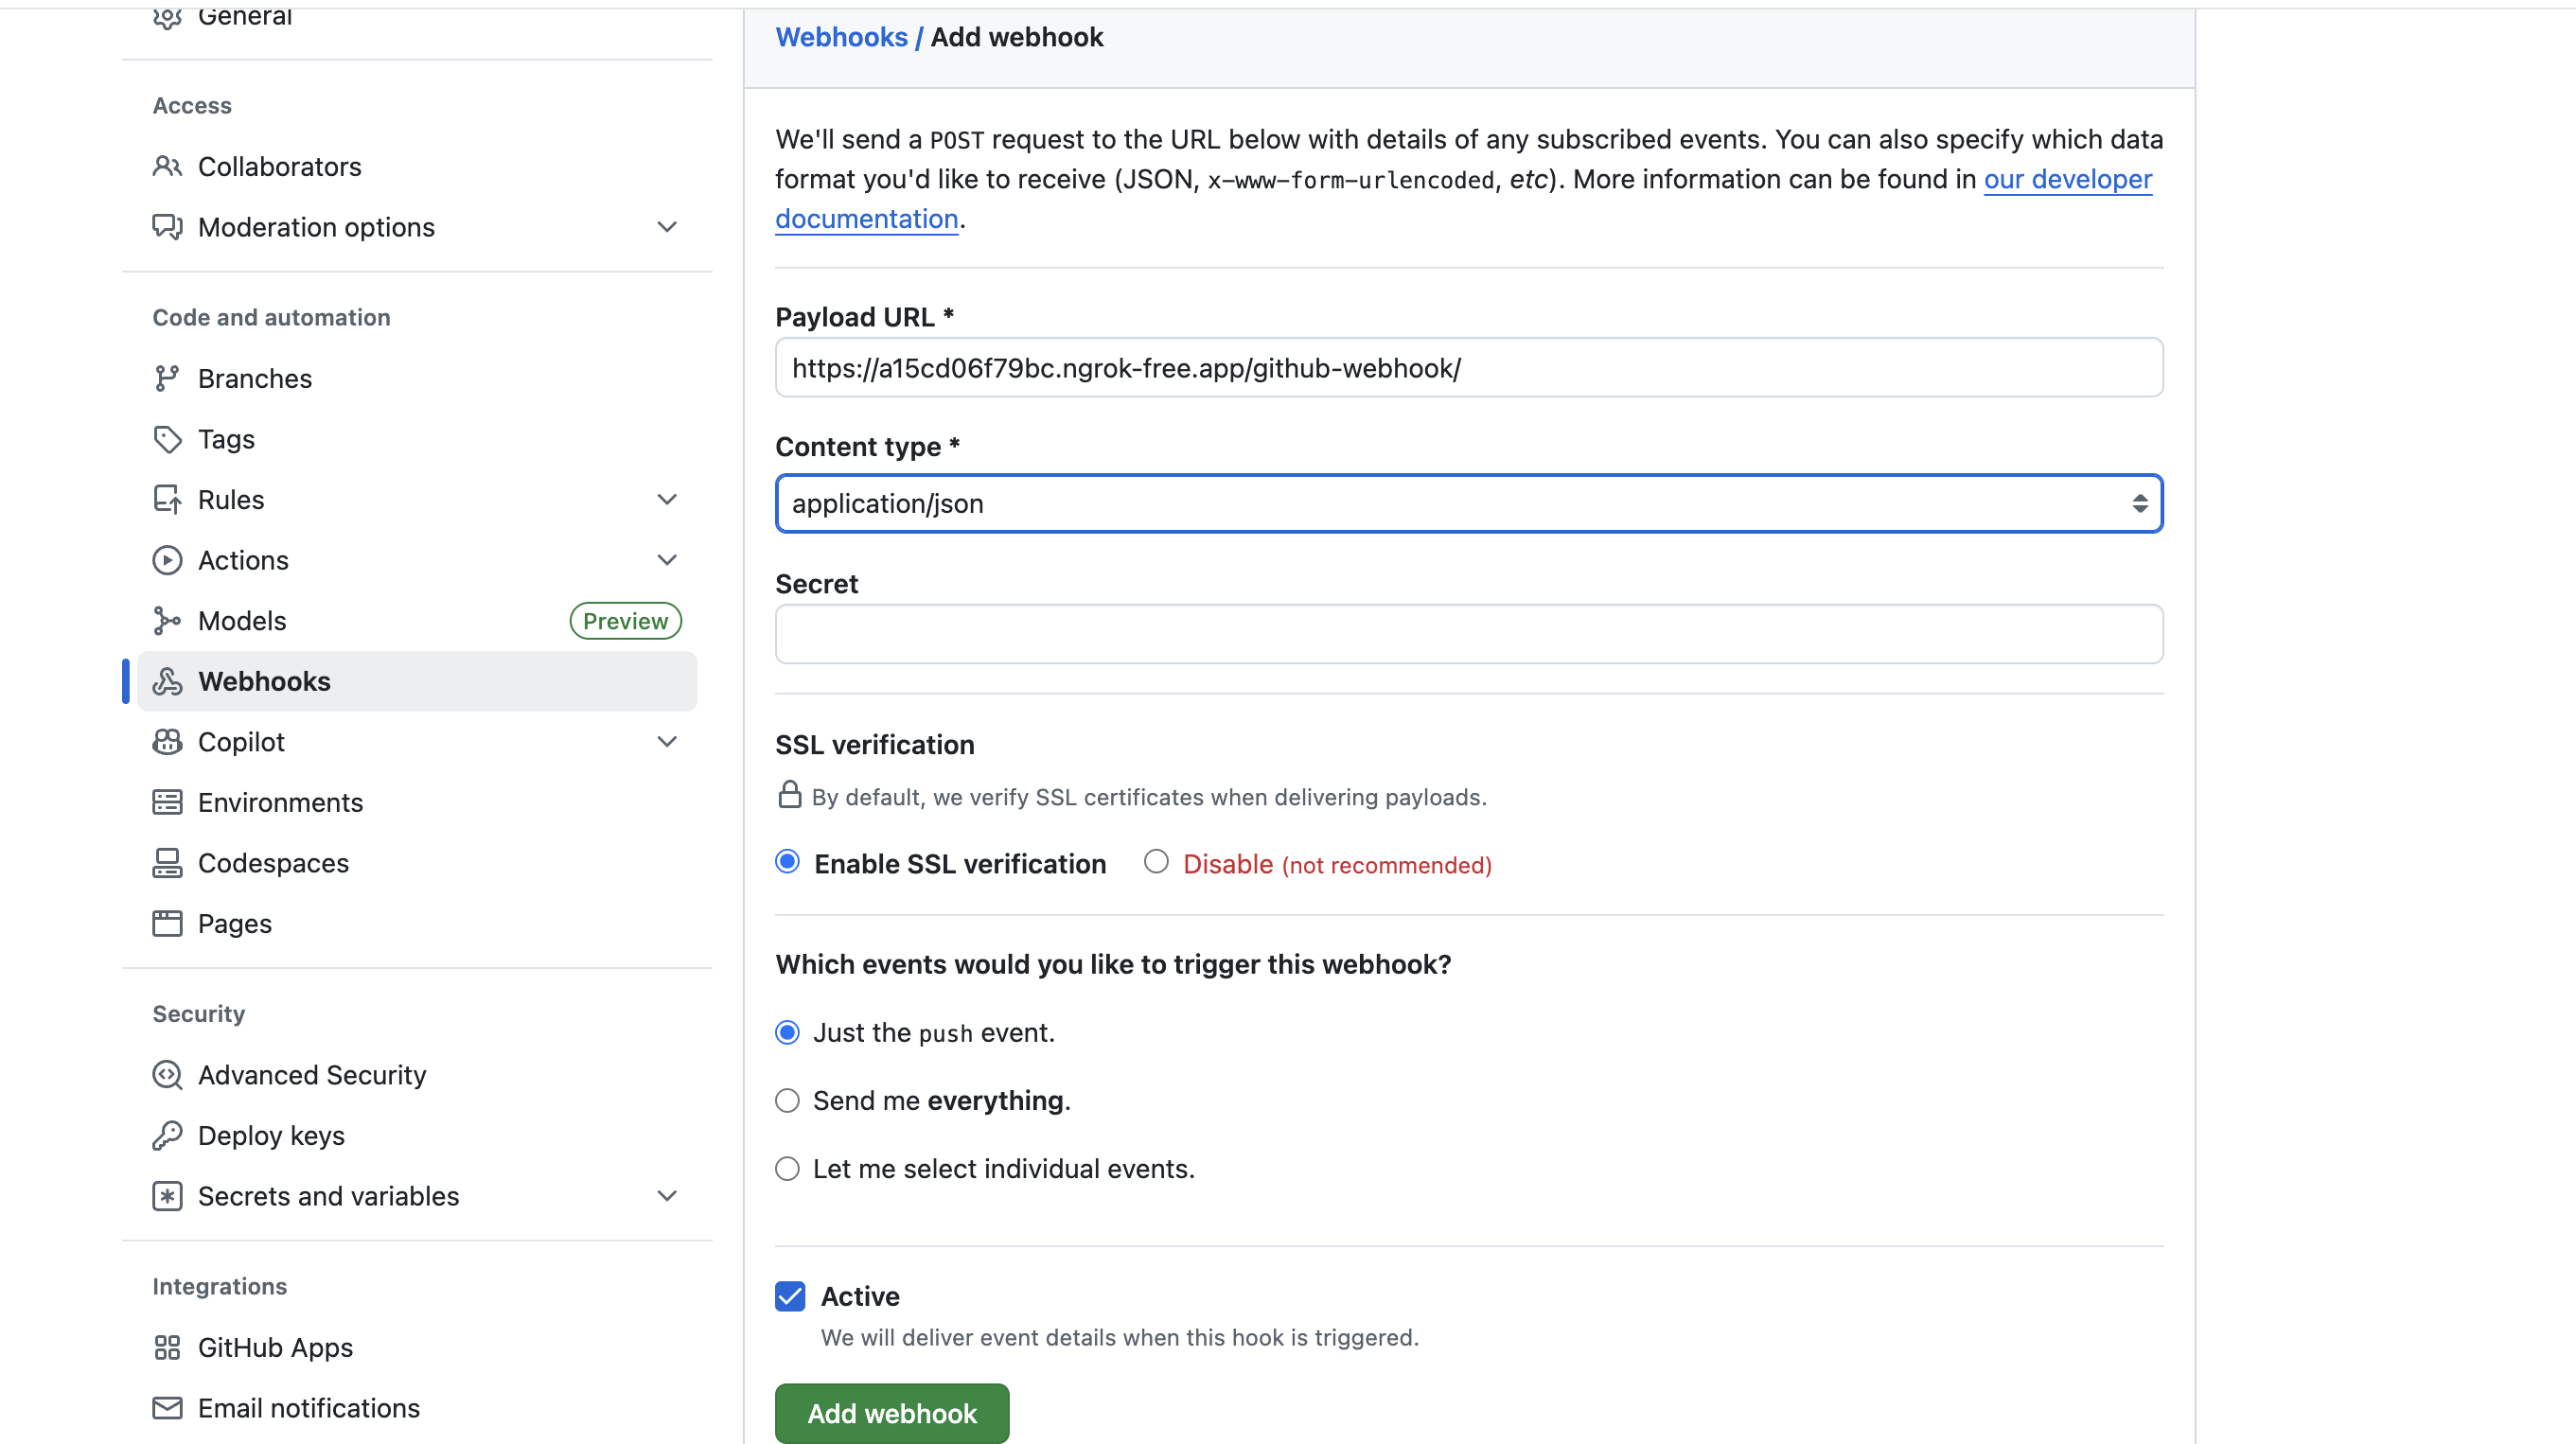 General
Access
Collaborators
Moderation options
Code and automation
Branches
Tags
Rules
Actions
Models
Preview
Webhooks
Copilot
Environments
Codespaces
Pages
Security
Advanced Security
Deploy keys
Secrets and variables
Integrations
GitHub Apps
Email notifications
Webhooks / Add webhook
We'll send a POST request to the URL below with details of any subscribed events. You can also specify which data
format you'd like to receive (JSON, x-www-form-urlencoded, etc). More information can be found in our developer
documentation.
Payload URL *
https://a15cd06f79bc.ngrok-free.app/github-webhook/
Content type *
application/json
Secret
SSL verification
By default, we verify SSL certificates when delivering payloads.
Enable SSL verification
Disable (not recommended)
Which events would you like to trigger this webhook?
Just the push event.
Send me everything.
Let me select individual events.
Active
We will deliver event details when this hook is triggered.
Add webhook